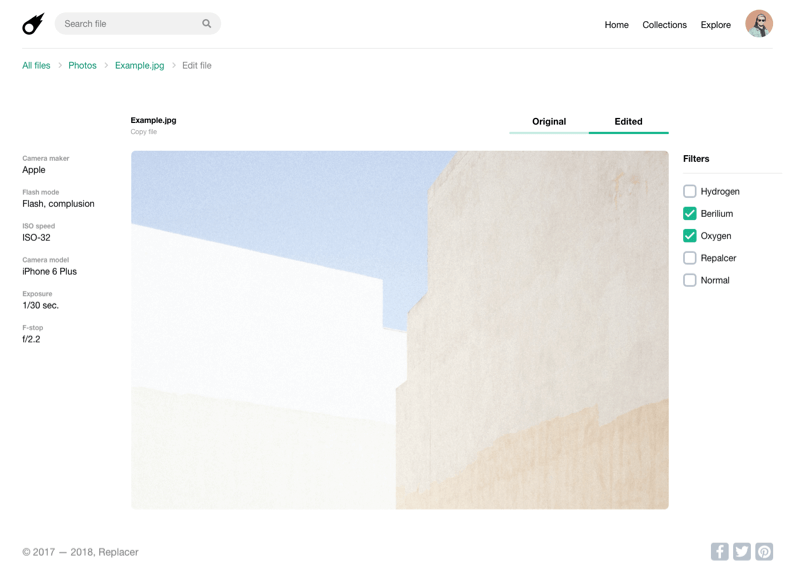 Search file
Home
Collections
Explore
All files
Photos
Example.jpg
Edit file
Example.jpg
Copy file
Original
Edited
Camera maker
Apple
Flash mode
Flash, complusion
ISO speed
ISO-32
Camera model
iPhone 6 Plus
Exposure
1/30 sec.
F-stop
f/2.2
Filters
Hydrogen
Berilium
Oxygen
Repalcer
Normal
© 2017 — 2018, Replacer